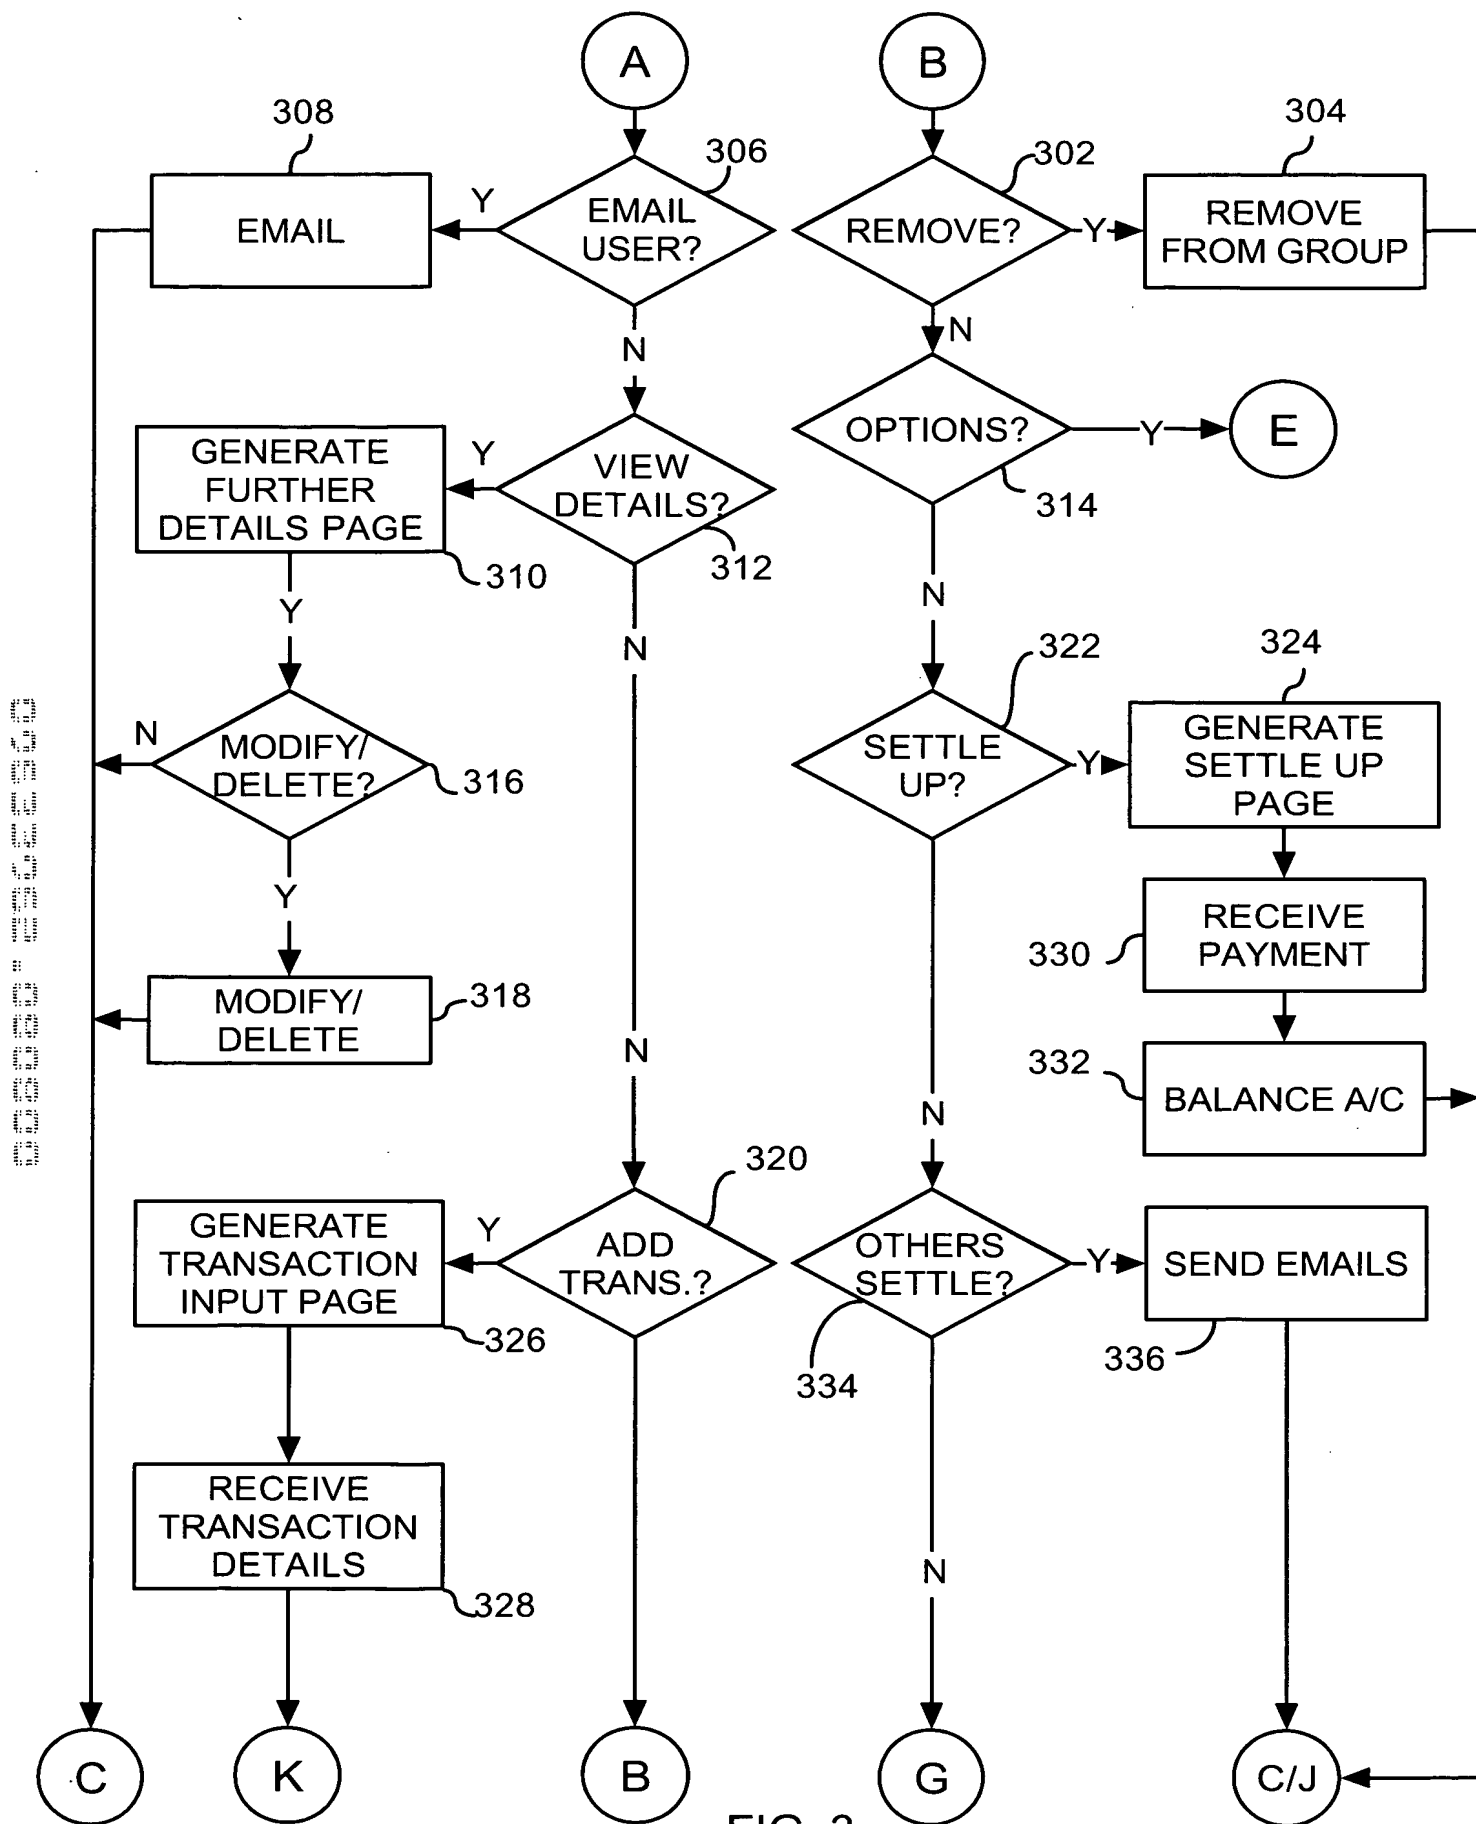 A
B
308
306
302
304
EMAIL
Y
EMAIL
USER?
REMOVE?
Y
REMOVE
FROM GROUP
N
N
GENERATE
FURTHER
DETAILS PAGE
Y
VIEW
DETAILS?
OPTIONS?
Y
E
310
312
314
Y
N
N
322
324
N
MODIFY/
DELETE?
316
SETTLE
UP?
Y
GENERATE
SETTLE UP
PAGE
Y
RECEIVE
PAYMENT
330
MODIFY/
DELETE
318
N
332
BALANCE A/C
N
320
GENERATE
TRANSACTION
INPUT PAGE
Y
ADD
TRANS.?
OTHERS
SETTLE?
Y
SEND EMAILS
326
334
336
RECEIVE
TRANSACTION
DETAILS
328
N
C
K
B
G
C/J